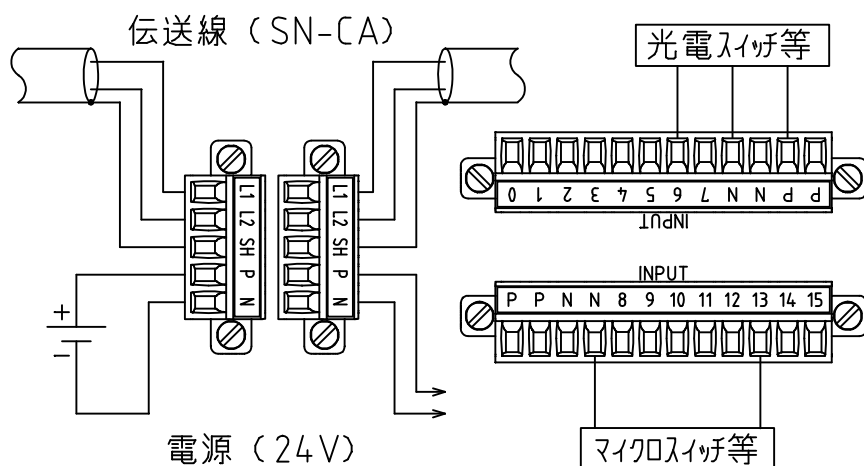 伝送線（SN-CA）
光電スイッチ等
L1
L2
SH
P
N
L1
L2
SH
P
N
0 1 2 3 4 5 6 7 N N P P
INPUT
INPUT
P P N N 8 9 10 11 12 13 14 15
+
−
電源（24V）
マイクロスイッチ等